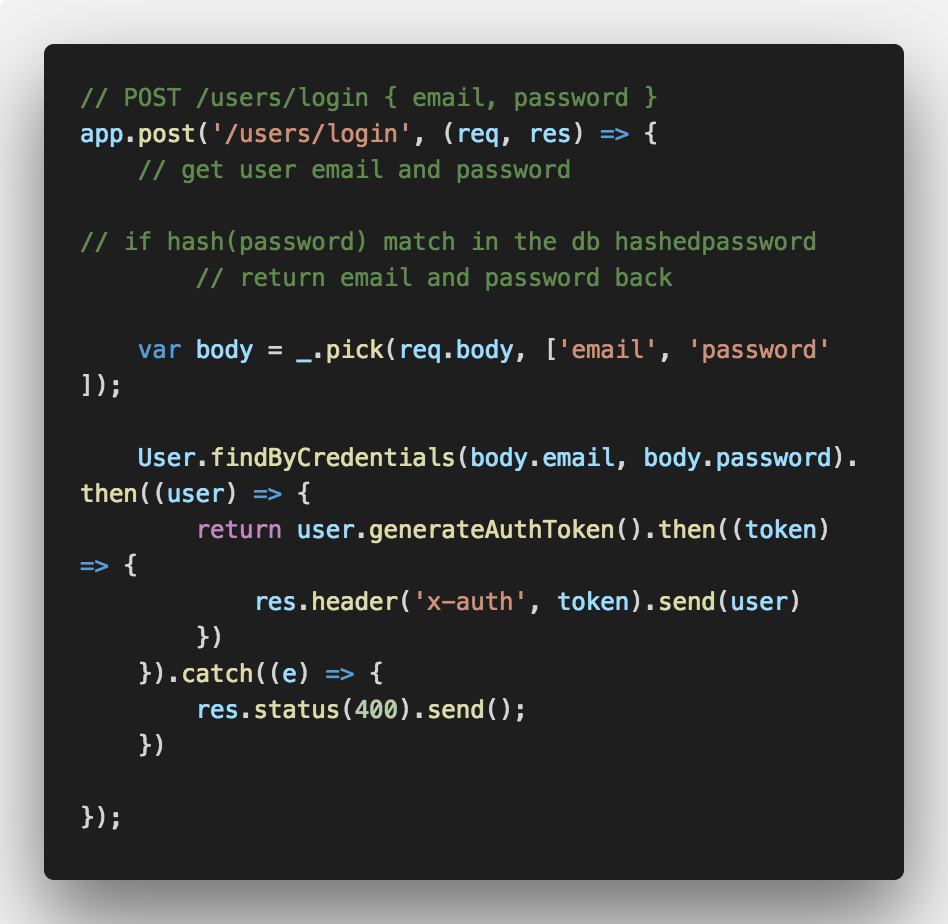 // POST /users/login { email, password }
app.post('/users/login', (req, res) => {
    // get user email and password

// if hash(password) match in the db hashedpassword
        // return email and password back

    var body = _.pick(req.body, ['email', 'password'
]);

    User.findByCredentials(body.email, body.password).
then((user) => {
        return user.generateAuthToken().then((token)
=> {
            res.header('x-auth', token).send(user)
        })
    }).catch((e) => {
        res.status(400).send();
    })

});